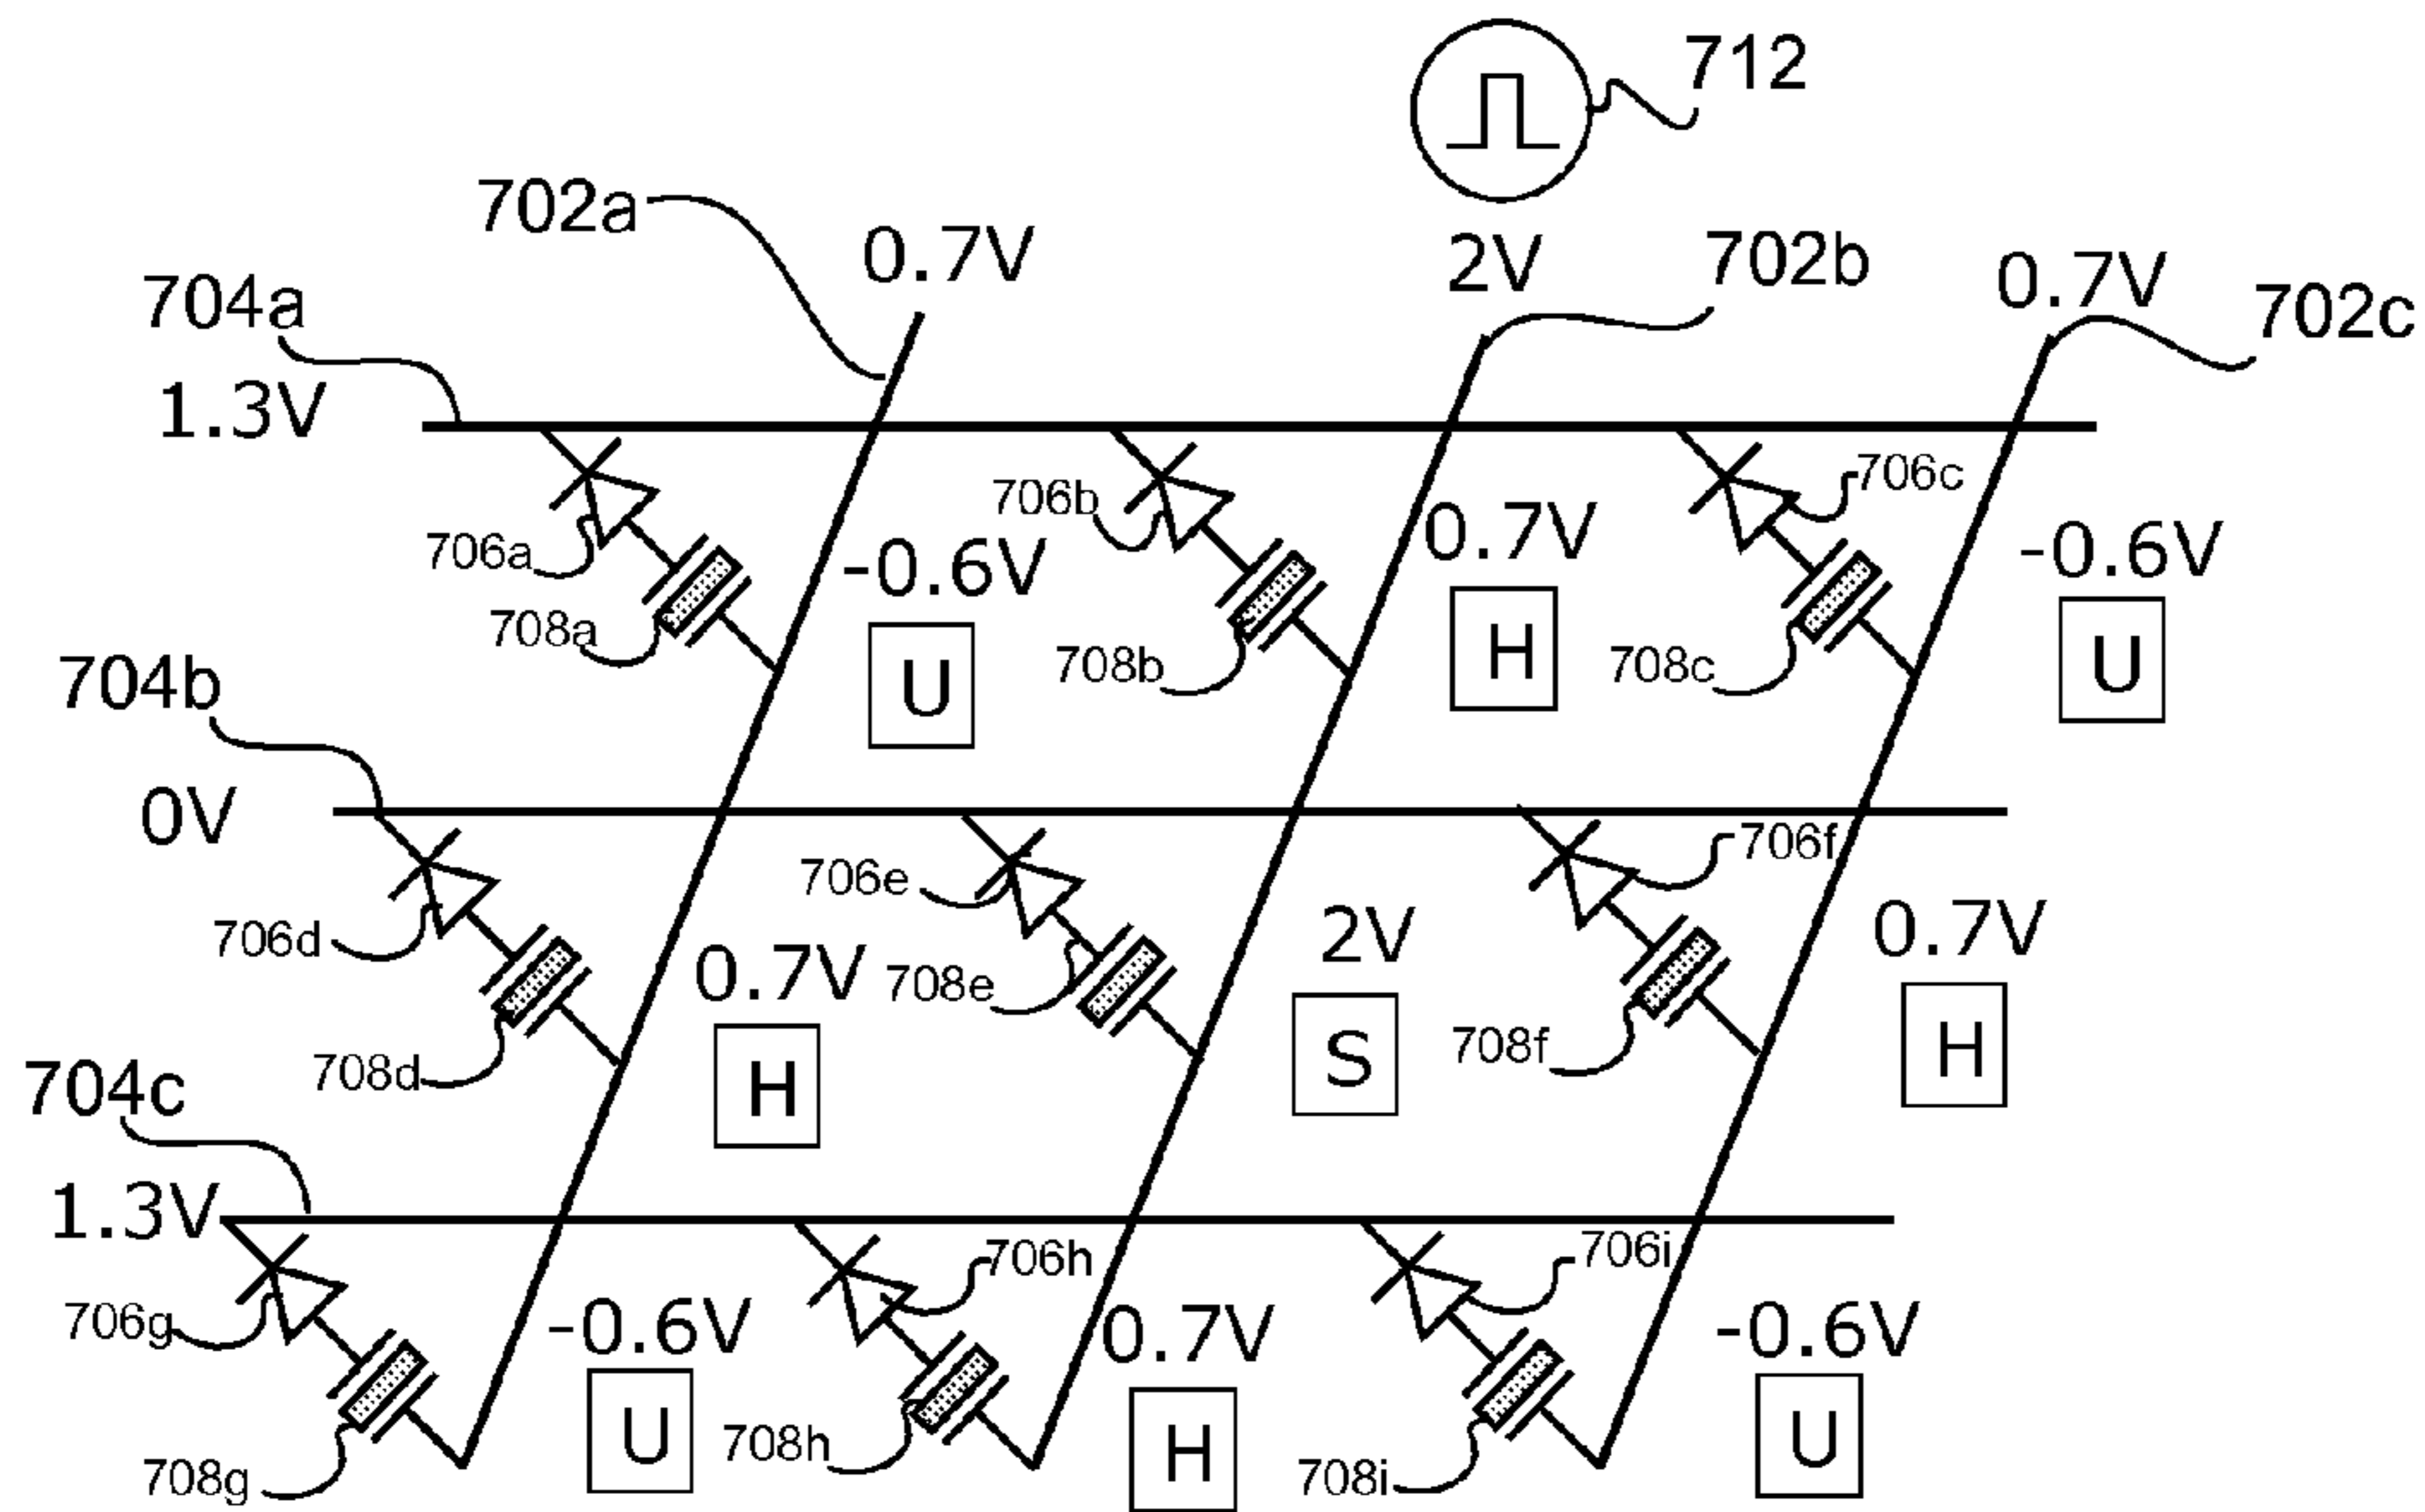 712
702a
0.7V
2V
702b
0.7V
702c
704a
1.3V
706a
706b
706c
708a
-0.6V
U
708b
0.7V
H
708c
-0.6V
U
704b
0V
706d
706e
706f
708d
0.7V
H
708e
2V
S
708f
0.7V
H
704c
1.3V
706g
706h
706i
708g
-0.6V
U
708h
0.7V
H
708i
-0.6V
U